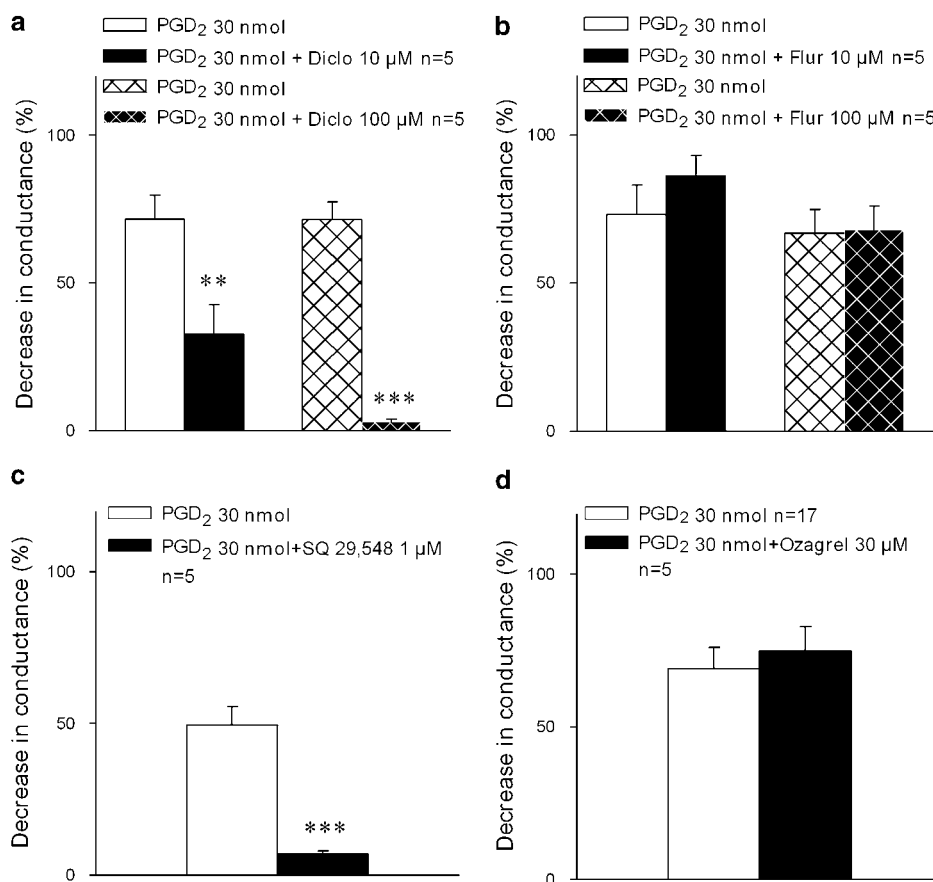 a
PGD₂ 30 nmol
PGD₂ 30 nmol + Diclo 10 µM n=5
PGD₂ 30 nmol
PGD₂ 30 nmol + Diclo 100 µM n=5
Decrease in conductance (%)
100
50
0
**
***
b
PGD₂ 30 nmol
PGD₂ 30 nmol + Flur 10 µM n=5
PGD₂ 30 nmol
PGD₂ 30 nmol + Flur 100 µM n=5
Decrease in conductance (%)
100
50
0
c
PGD₂ 30 nmol
PGD₂ 30 nmol+SQ 29,548 1 µM
n=5
Decrease in conductance (%)
100
50
0
***
d
PGD₂ 30 nmol n=17
PGD₂ 30 nmol+Ozagrel 30 µM
n=5
Decrease in conductance (%)
100
50
0